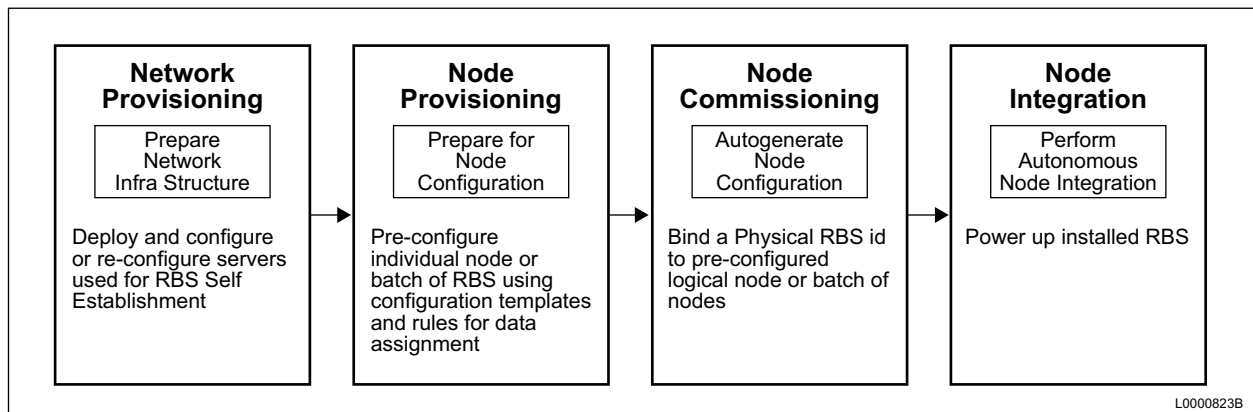 Network
Provisioning
Prepare
Network
Infra Structure
Deploy and configure
or re-configure servers
used for RBS Self
Establishment
Node
Provisioning
Prepare for
Node
Configuration
Pre-configure
individual node or
batch of RBS using
configuration templates
and rules for data
assignment
Node
Commissioning
Autogenerate
Node
Configuration
Bind a Physical RBS id
to pre-configured
logical node or batch of
nodes
Node
Integration
Perform
Autonomous
Node Integration
Power up installed RBS
L0000823B